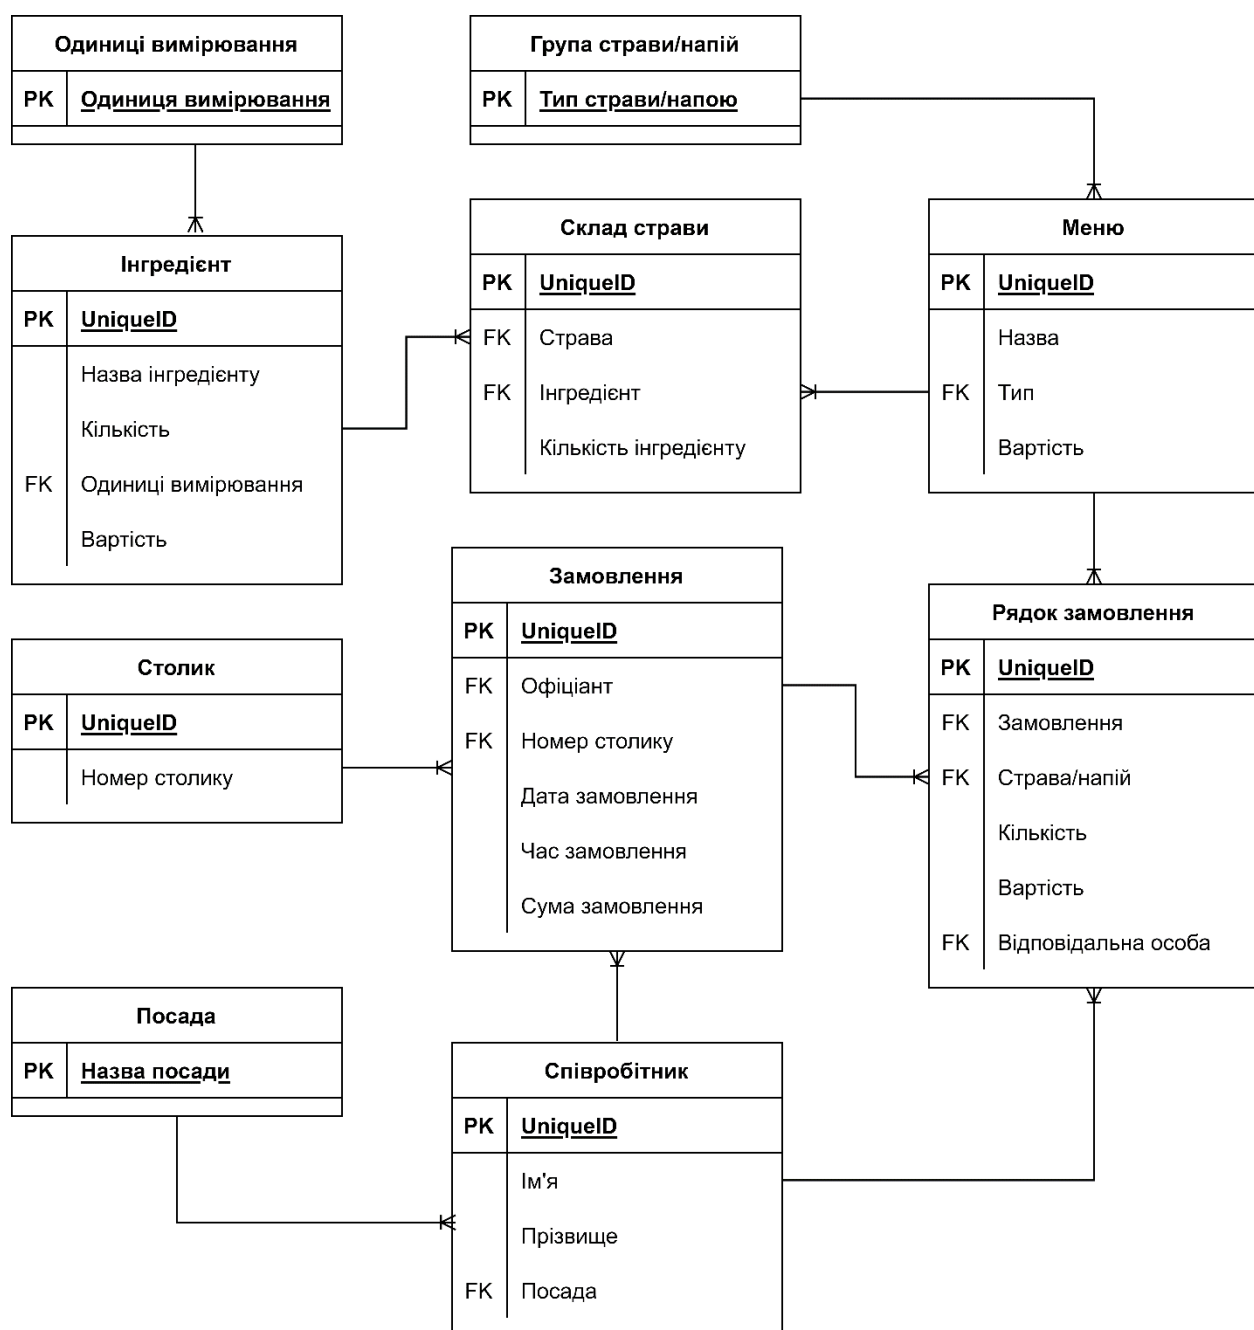 Одиниці вимірювання
PK Одиниця вимірювання
Група страви/напій
PK Тип страви/напою
Інгредієнт
PK UniqueID
Назва інгредієнту
Кількість
FK Одиниці вимірювання
Вартість
Склад страви
PK UniqueID
FK Страва
FK Інгредієнт
Кількість інгредієнту
Меню
PK UniqueID
Назва
FK Тип
Вартість
Столик
PK UniqueID
Номер столику
Замовлення
PK UniqueID
FK Офіціант
FK Номер столику
Дата замовлення
Час замовлення
Сума замовлення
Рядок замовлення
PK UniqueID
FK Замовлення
FK Страва/напій
Кількість
Вартість
FK Відповідальна особа
Посада
PK Назва посади
Співробітник
PK UniqueID
Ім'я
Прізвище
FK Посада